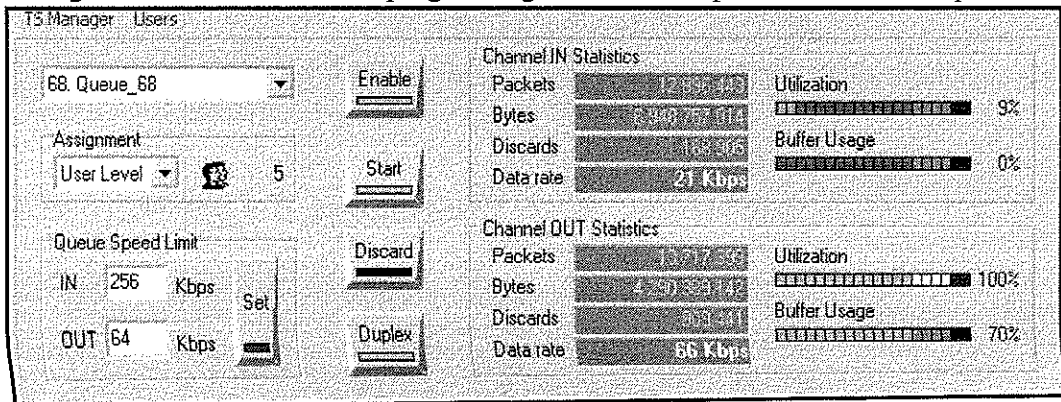 TS Manager Users
68. Queue_68
Assignment
User Level 5
Queue Speed Limit
IN 256 Kbps
OUT 64 Kbps
Set
Enable
Start
Discard
Duplex
Channel IN Statistics
Packets
Bytes
Discards
Data rate 21 Kbps
Utilization
9%
Buffer Usage
0%
Channel OUT Statistics
Packets
Bytes
Discards
Data rate 66 Kbps
Utilization
100%
Buffer Usage
70%